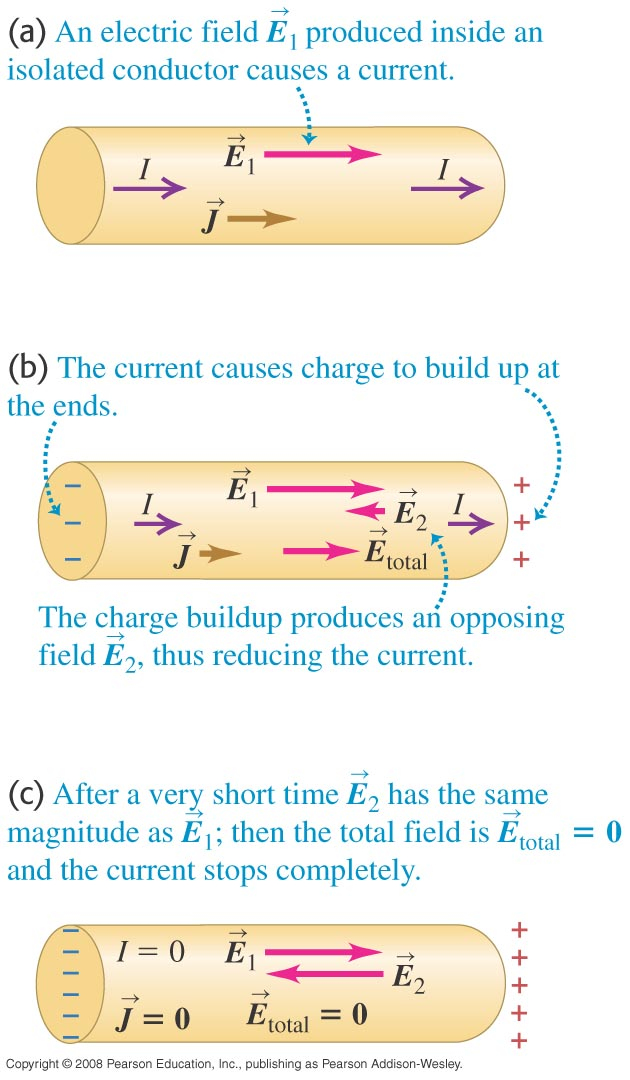 (a) An electric field E⃗₁ produced inside an
isolated conductor causes a current.
I
E⃗₁
I
J⃗
(b) The current causes charge to build up at
the ends.
E⃗₁
I
E⃗₂
I
J⃗
E⃗total
− − −
+ + +
The charge buildup produces an opposing
field E⃗₂, thus reducing the current.
(c) After a very short time E⃗₂ has the same
magnitude as E⃗₁; then the total field is E⃗total = 0
and the current stops completely.
I = 0
E⃗₁
E⃗₂
J⃗ = 0
E⃗total = 0
− − − − − −
+ + + + +
Copyright © 2008 Pearson Education, Inc., publishing as Pearson Addison-Wesley.